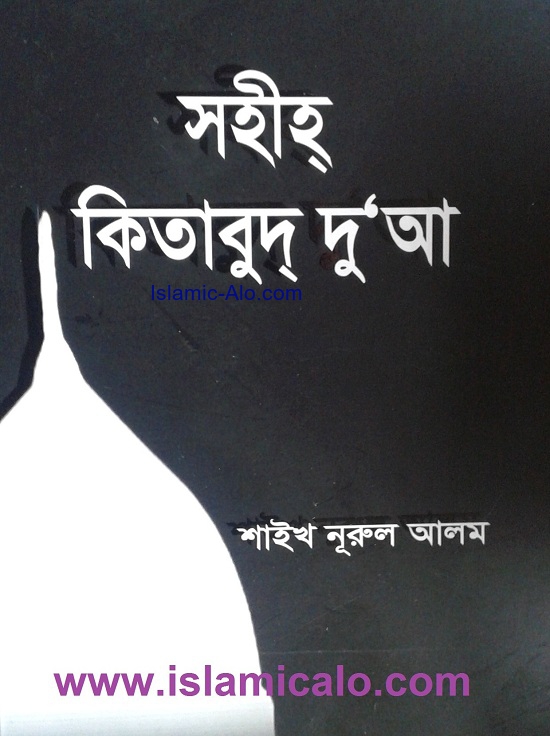 সহীহ্
কিতাবুদ্ দু‘আ
Islamic-Alo.com
শাইখ নূরুল আলম
www.islamicalo.com